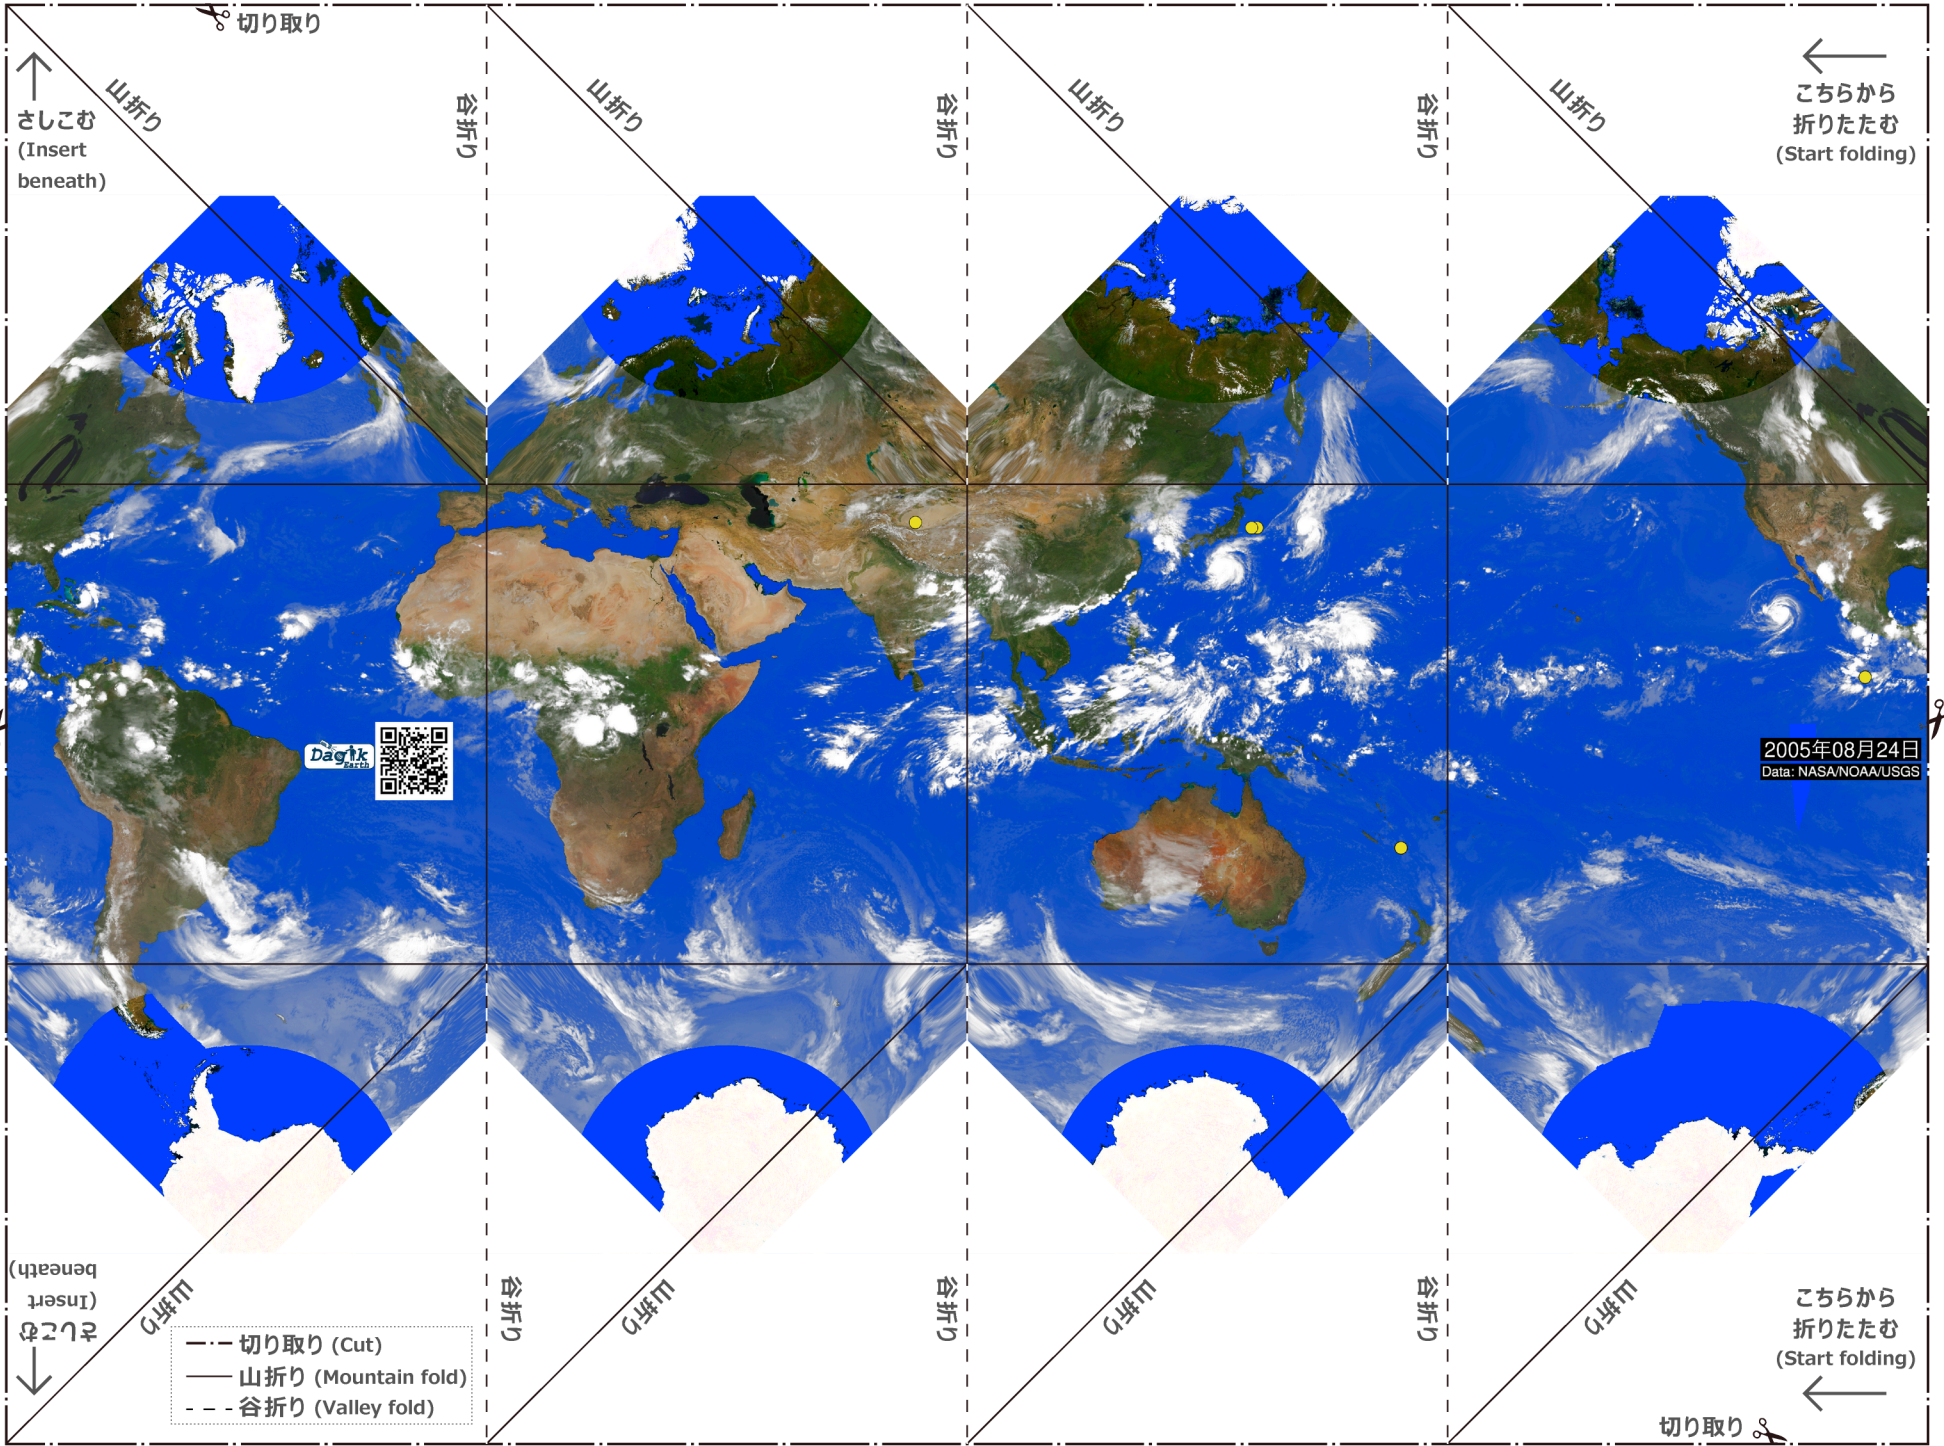 切り取り
山折り
谷折り
山折り
谷折り
山折り
谷折り
山折り
さしこむ
(Insert
beneath)
こちらから
折りたたむ
(Start folding)
Dagik
Earth
2005年08月24日
Data: NASA/NOAA/USGS
さしこむ
(Insert
beneath)
山折り
谷折り
山折り
谷折り
山折り
谷折り
山折り
こちらから
折りたたむ
(Start folding)
切り取り (Cut)
山折り (Mountain fold)
谷折り (Valley fold)
切り取り